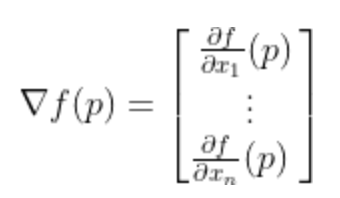 ∇f(p) = [ ∂f/∂x₁ (p) ⋮ ∂f/∂xₙ (p) ]